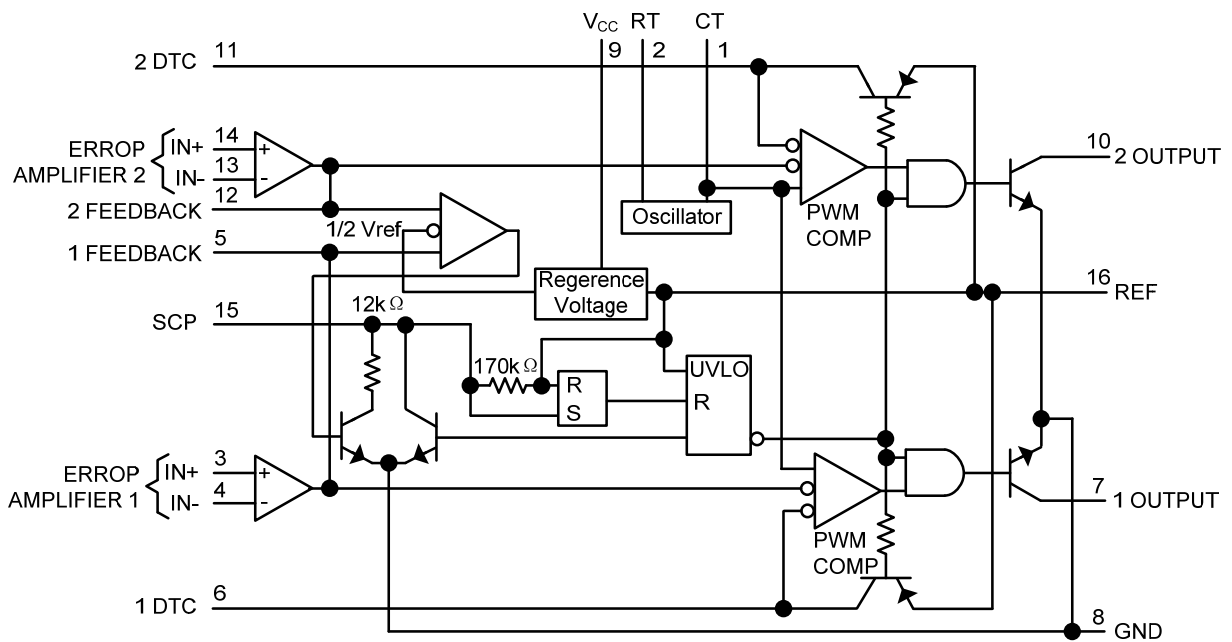 V_CC RT CT
9 2 1
2 DTC 11
ERROP
AMPLIFIER 2
IN+ 14
IN- 13
+
-
2 FEEDBACK 12
1 FEEDBACK 5
1/2 Vref
Oscillator
PWM
COMP
10 2 OUTPUT
Regerence
Voltage
16 REF
SCP 15
12kΩ
170kΩ
R
S
UVLO
R
ERROP
AMPLIFIER 1
IN+ 3
IN- 4
+
-
PWM
COMP
7 1 OUTPUT
1 DTC 6
8 GND